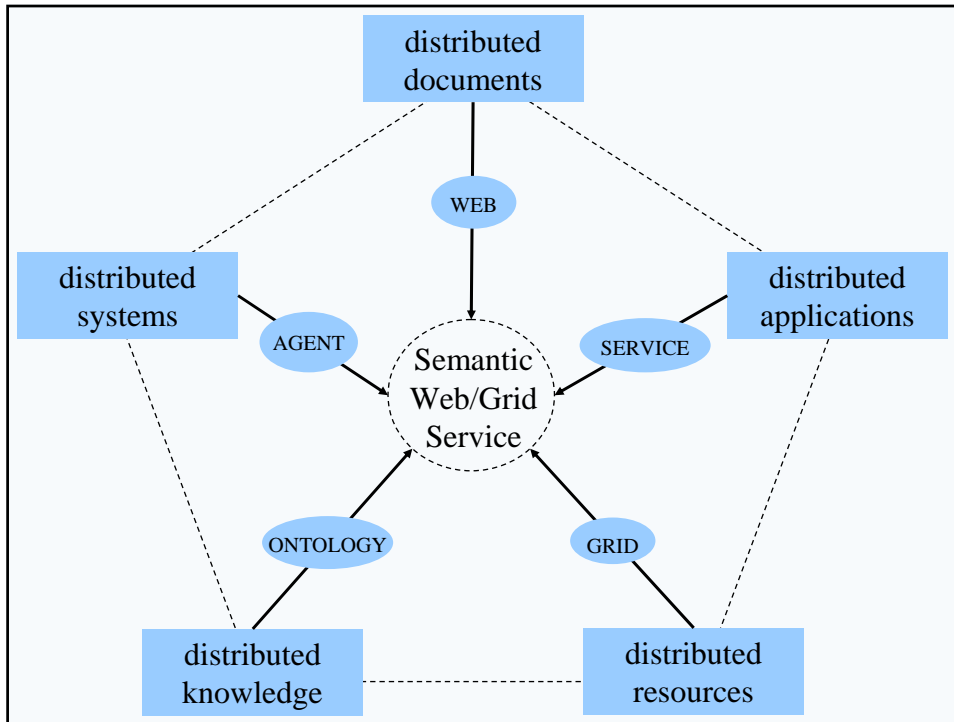 distributed
documents
WEB
distributed
systems
distributed
applications
AGENT
SERVICE
Semantic
Web/Grid
Service
ONTOLOGY
GRID
distributed
knowledge
distributed
resources